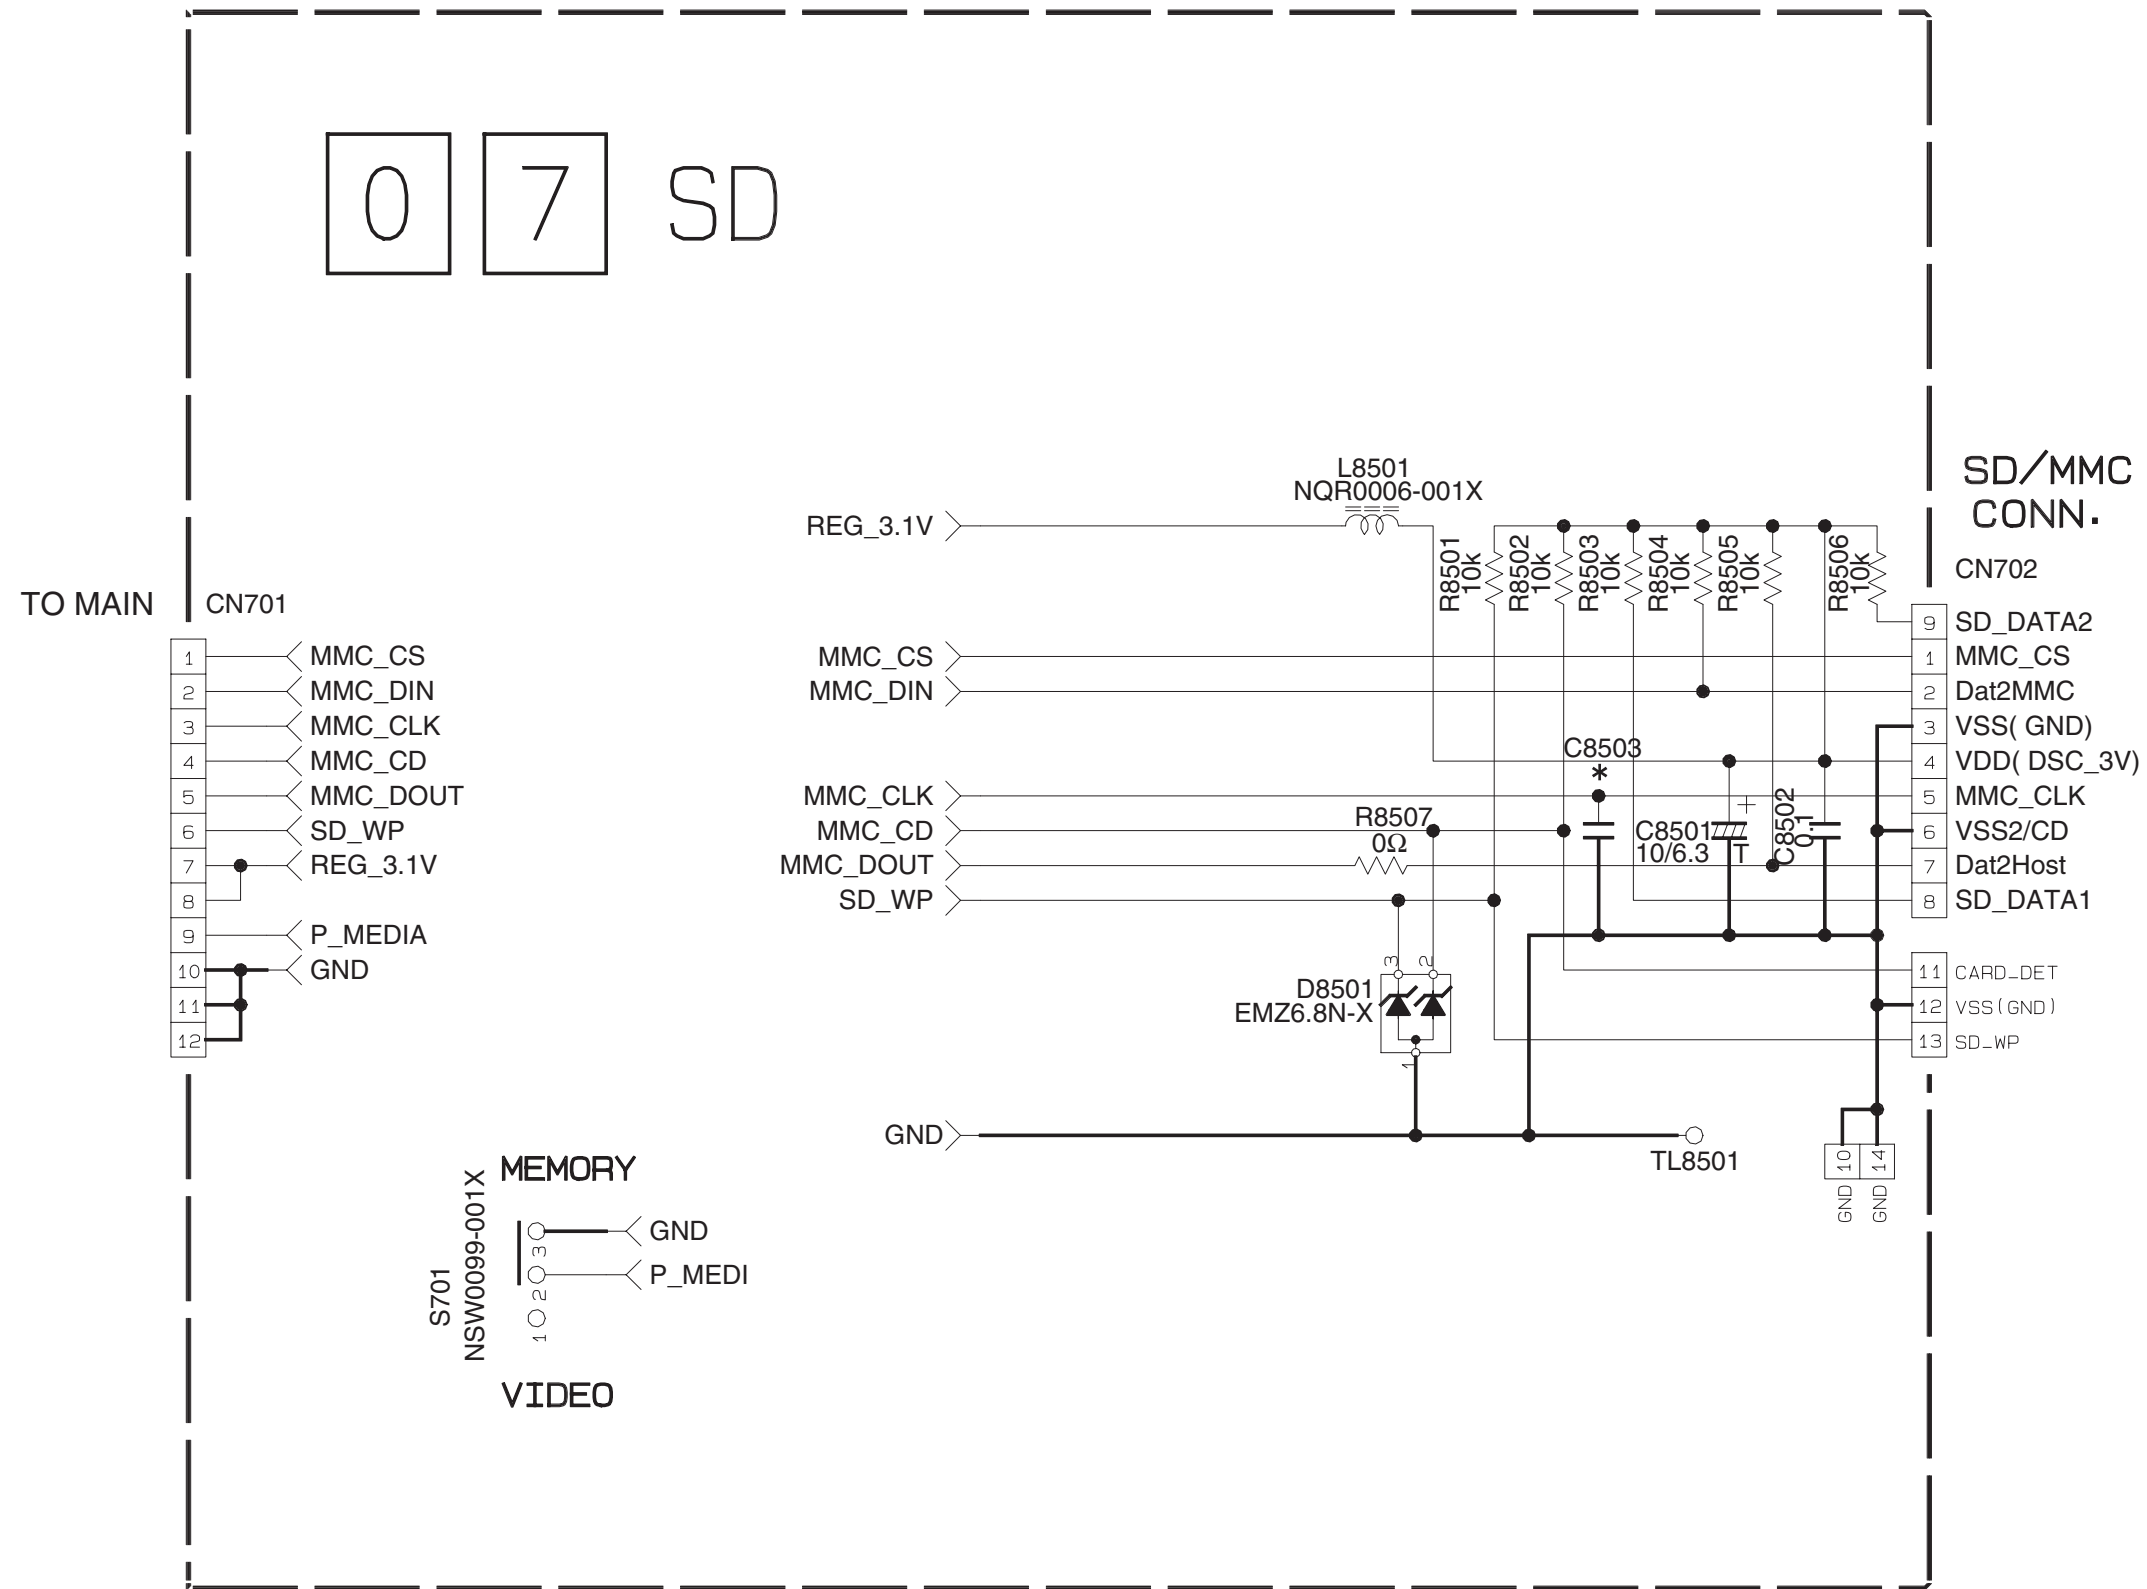 0 7 SD
SD/MMC
CONN.
CN702
TO MAIN
CN701
1 MMC_CS
2 MMC_DIN
3 MMC_CLK
4 MMC_CD
5 MMC_DOUT
6 SD_WP
7 REG_3.1V
8
9 P_MEDIA
10 GND
11
12
L8501
NQR0006-001X
REG_3.1V
R8501
10k
R8502
10k
R8503
10k
R8504
10k
R8505
10k
R8506
10k
MMC_CS
MMC_DIN
C8503
*
MMC_CLK
MMC_CD
MMC_DOUT
SD_WP
R8507
0Ω
C8501
10/6.3
+
T
C8502
0.1
9 SD_DATA2
1 MMC_CS
2 Dat2MMC
3 VSS( GND)
4 VDD( DSC_3V)
5 MMC_CLK
6 VSS2/CD
7 Dat2Host
8 SD_DATA1
11 CARD_DET
12 VSS(GND)
13 SD_WP
D8501
EMZ6.8N-X
3
2
1
GND
TL8501
10
14
GND
GND
MEMORY
S701
NSW0099-001X
3
GND
2
P_MEDI
1
VIDEO